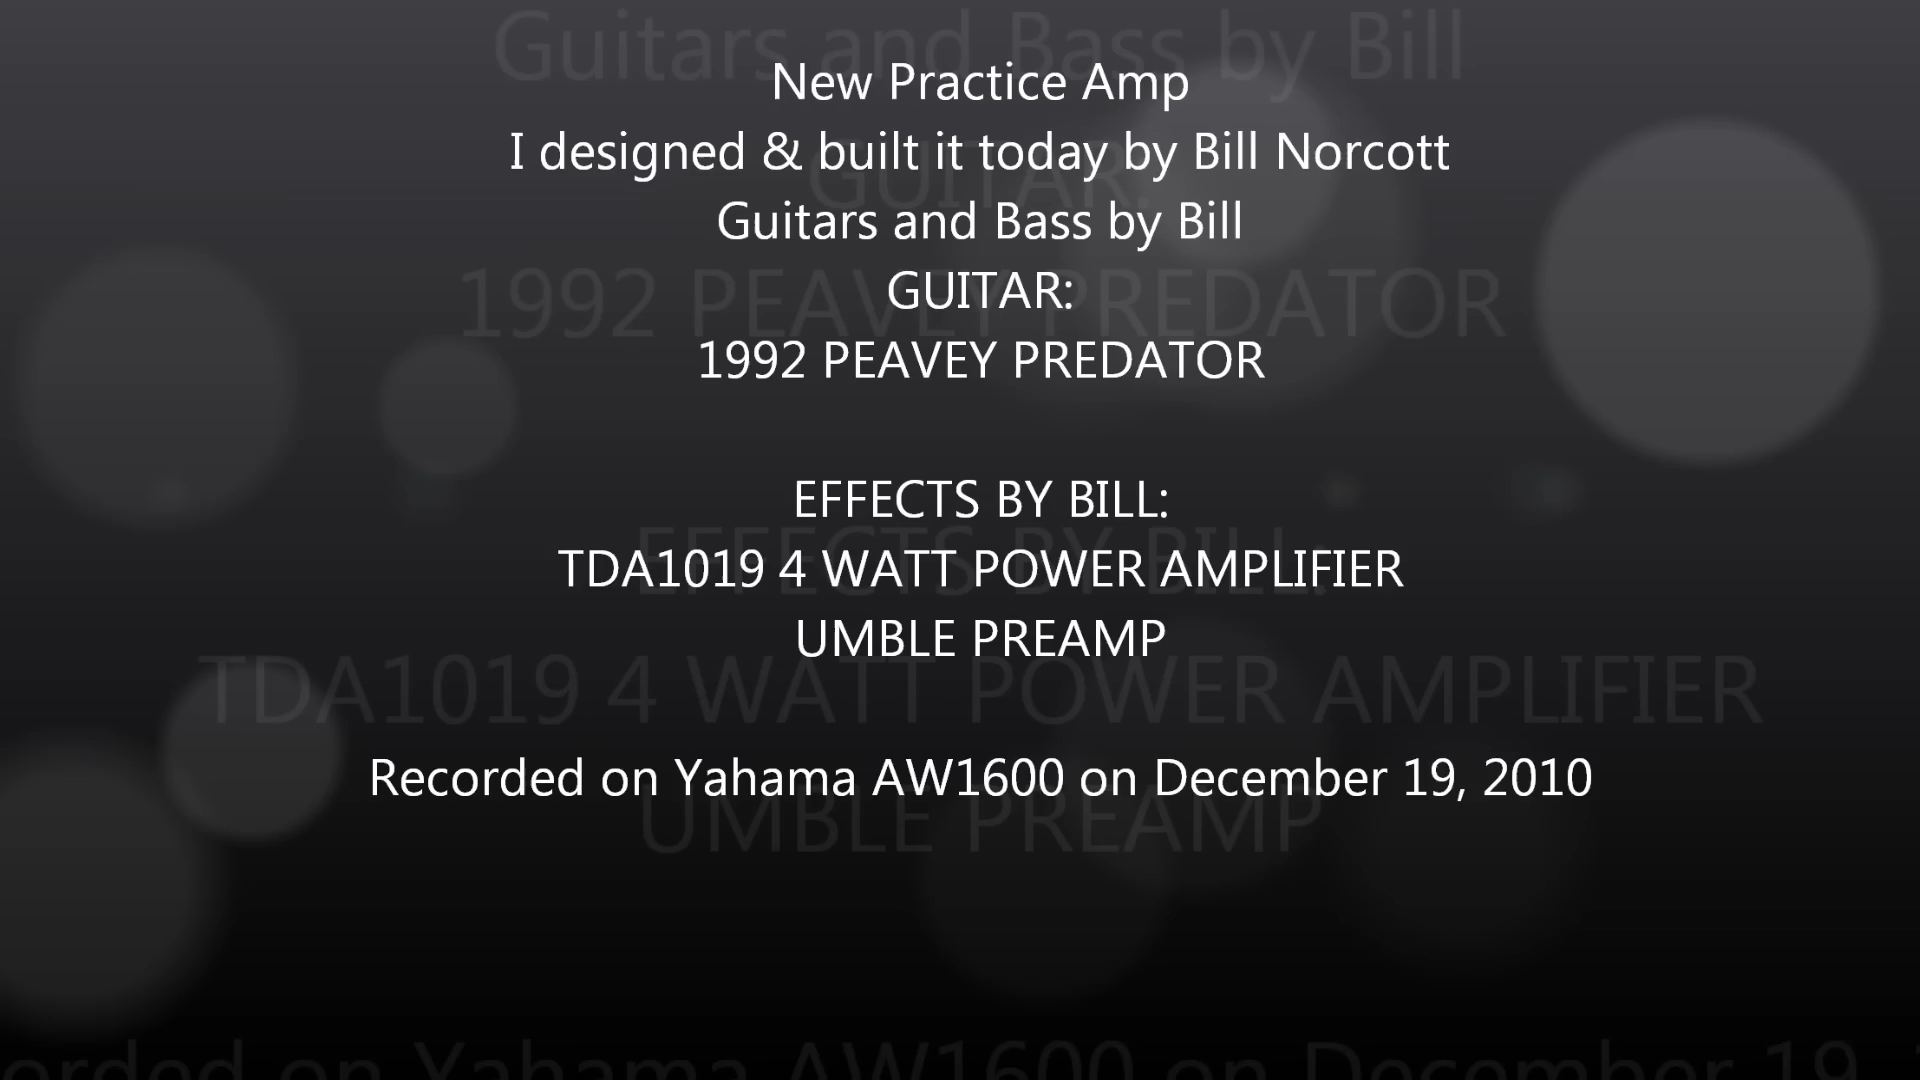 New Practice Amp
I designed & built it today by Bill Norcott
Guitars and Bass by Bill
GUITAR:
1992 PEAVEY PREDATOR
EFFECTS BY BILL:
TDA1019 4 WATT POWER AMPLIFIER
UMBLE PREAMP
Recorded on Yahama AW1600 on December 19, 2010